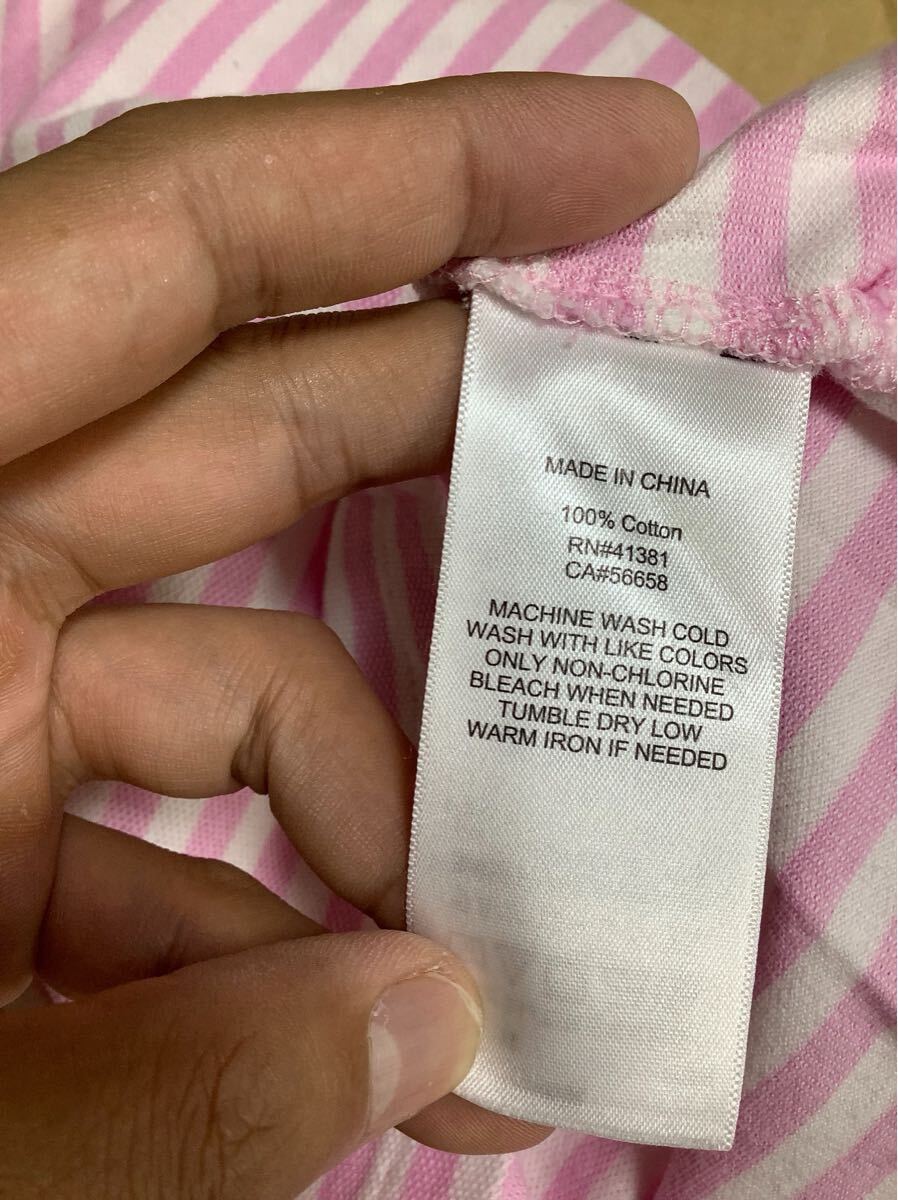 MADE IN CHINA
100% Cotton
RN#41381
CA#56658
MACHINE WASH COLD
WASH WITH LIKE COLORS
ONLY NON-CHLORINE
BLEACH WHEN NEEDED
TUMBLE DRY LOW
WARM IRON IF NEEDED